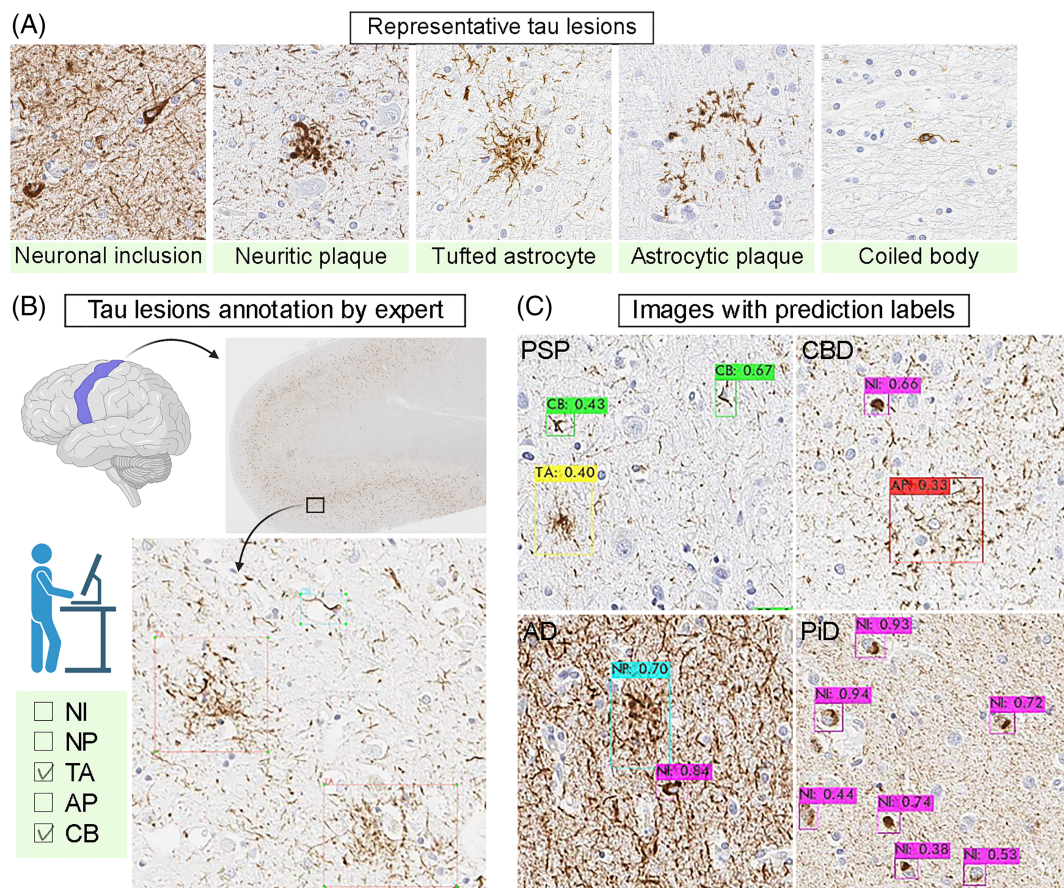 (A)
Representative tau lesions
Neuronal inclusion
Neuritic plaque
Tufted astrocyte
Astrocytic plaque
Coiled body
(B)
Tau lesions annotation by expert
NI
NP
TA
AP
CB
(C)
Images with prediction labels
PSP
CB: 0.67
CB: 0.43
TA: 0.40
CBD
NI: 0.66
AP: 0.33
AD
NP: 0.70
NI: 0.84
PiD
NI: 0.93
NI: 0.94
NI: 0.72
NI: 0.44
NI: 0.74
NI: 0.38
NI: 0.53